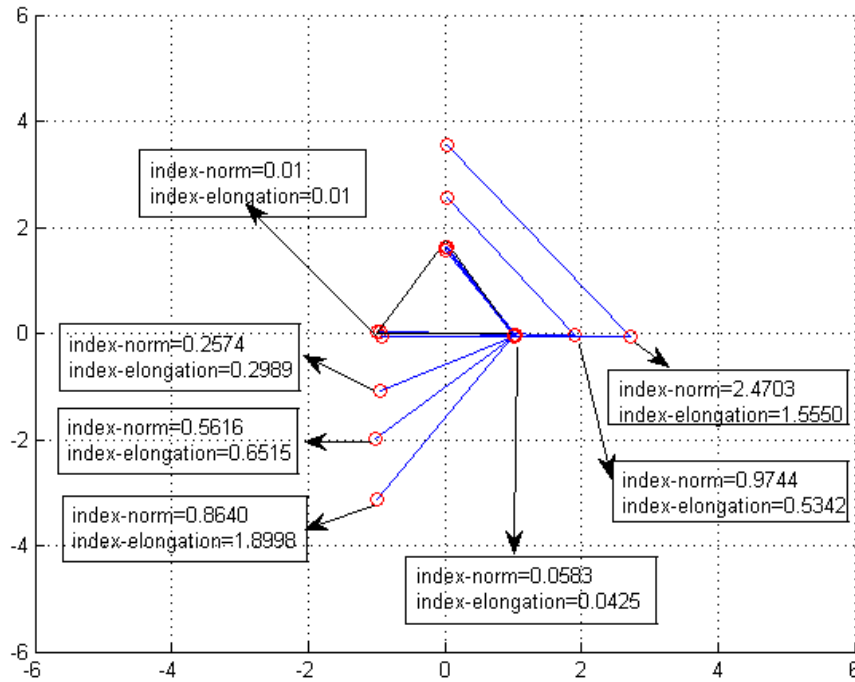 6
4
2
0
-2
-4
-6
-6
-4
-2
0
2
4
6
index-norm=0.01
index-elongation=0.01
index-norm=0.2574
index-elongation=0.2989
index-norm=0.5616
index-elongation=0.6515
index-norm=0.8640
index-elongation=1.8998
index-norm=2.4703
index-elongation=1.5550
index-norm=0.9744
index-elongation=0.5342
index-norm=0.0583
index-elongation=0.0425